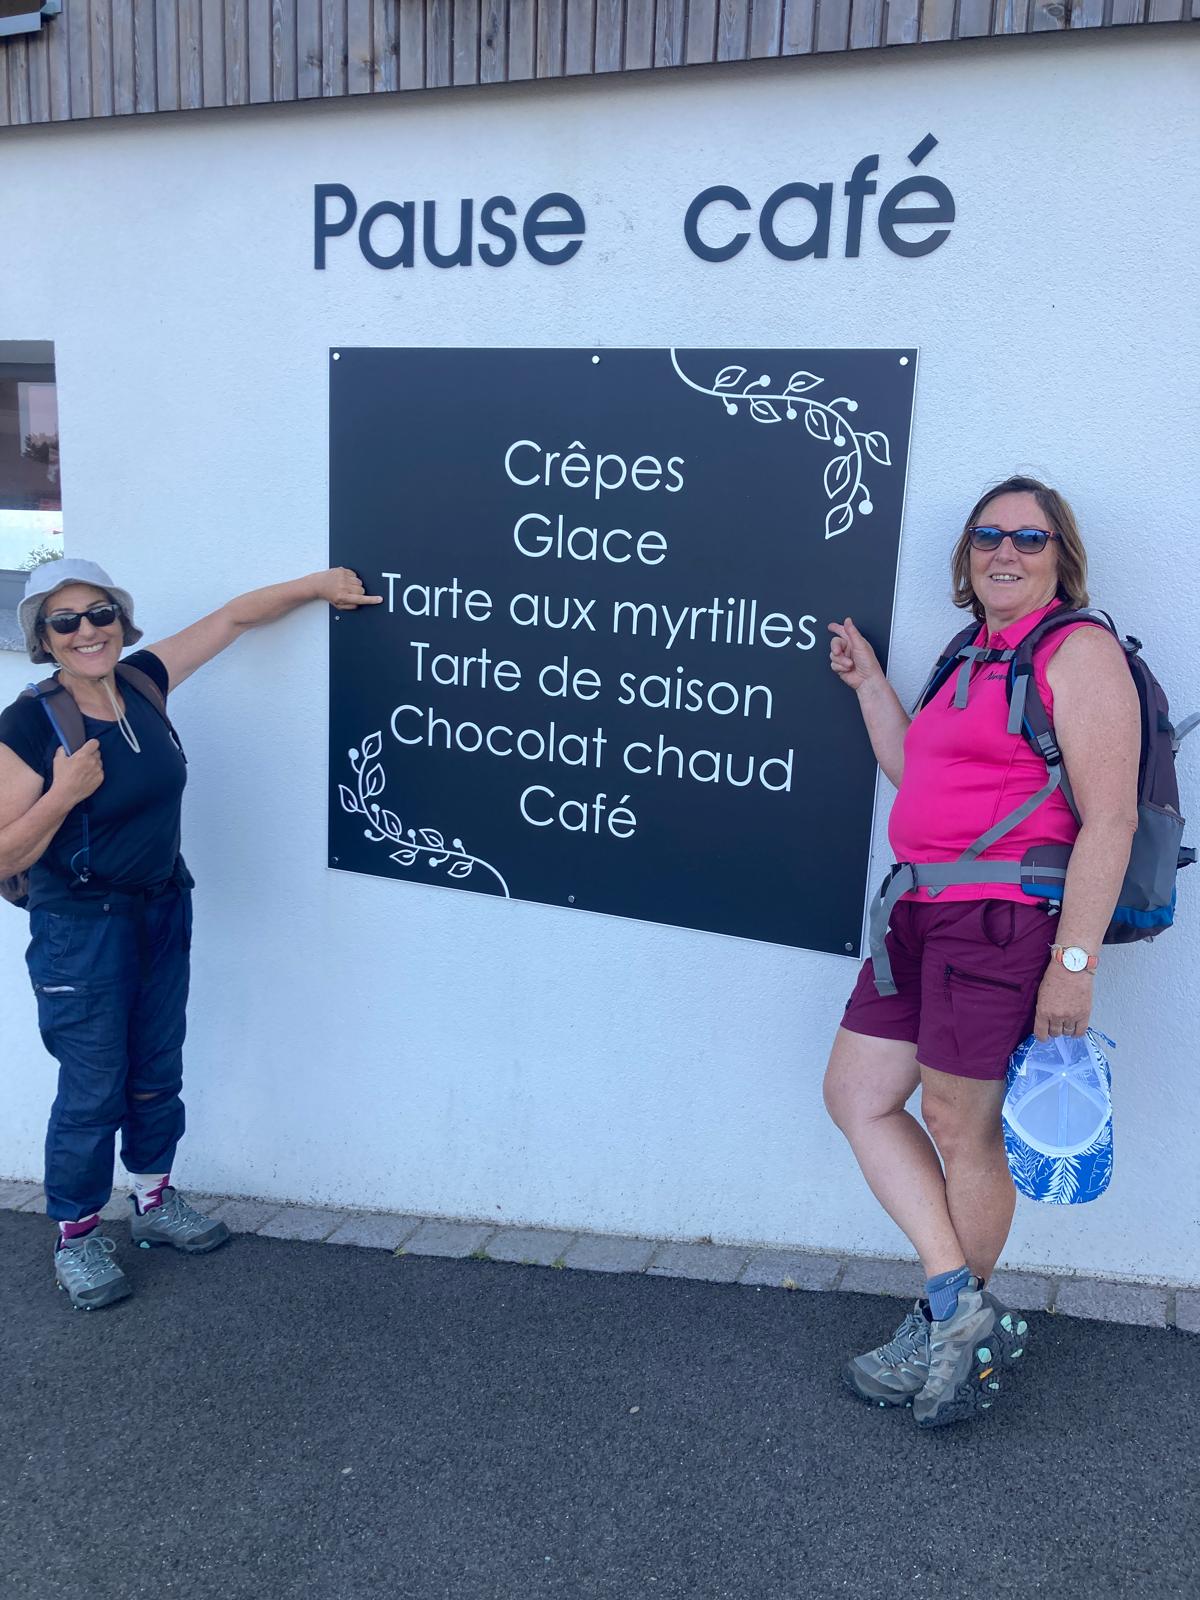 Pause café
Crêpes
Glace
Tarte aux myrtilles
Tarte de saison
Chocolat chaud
Café